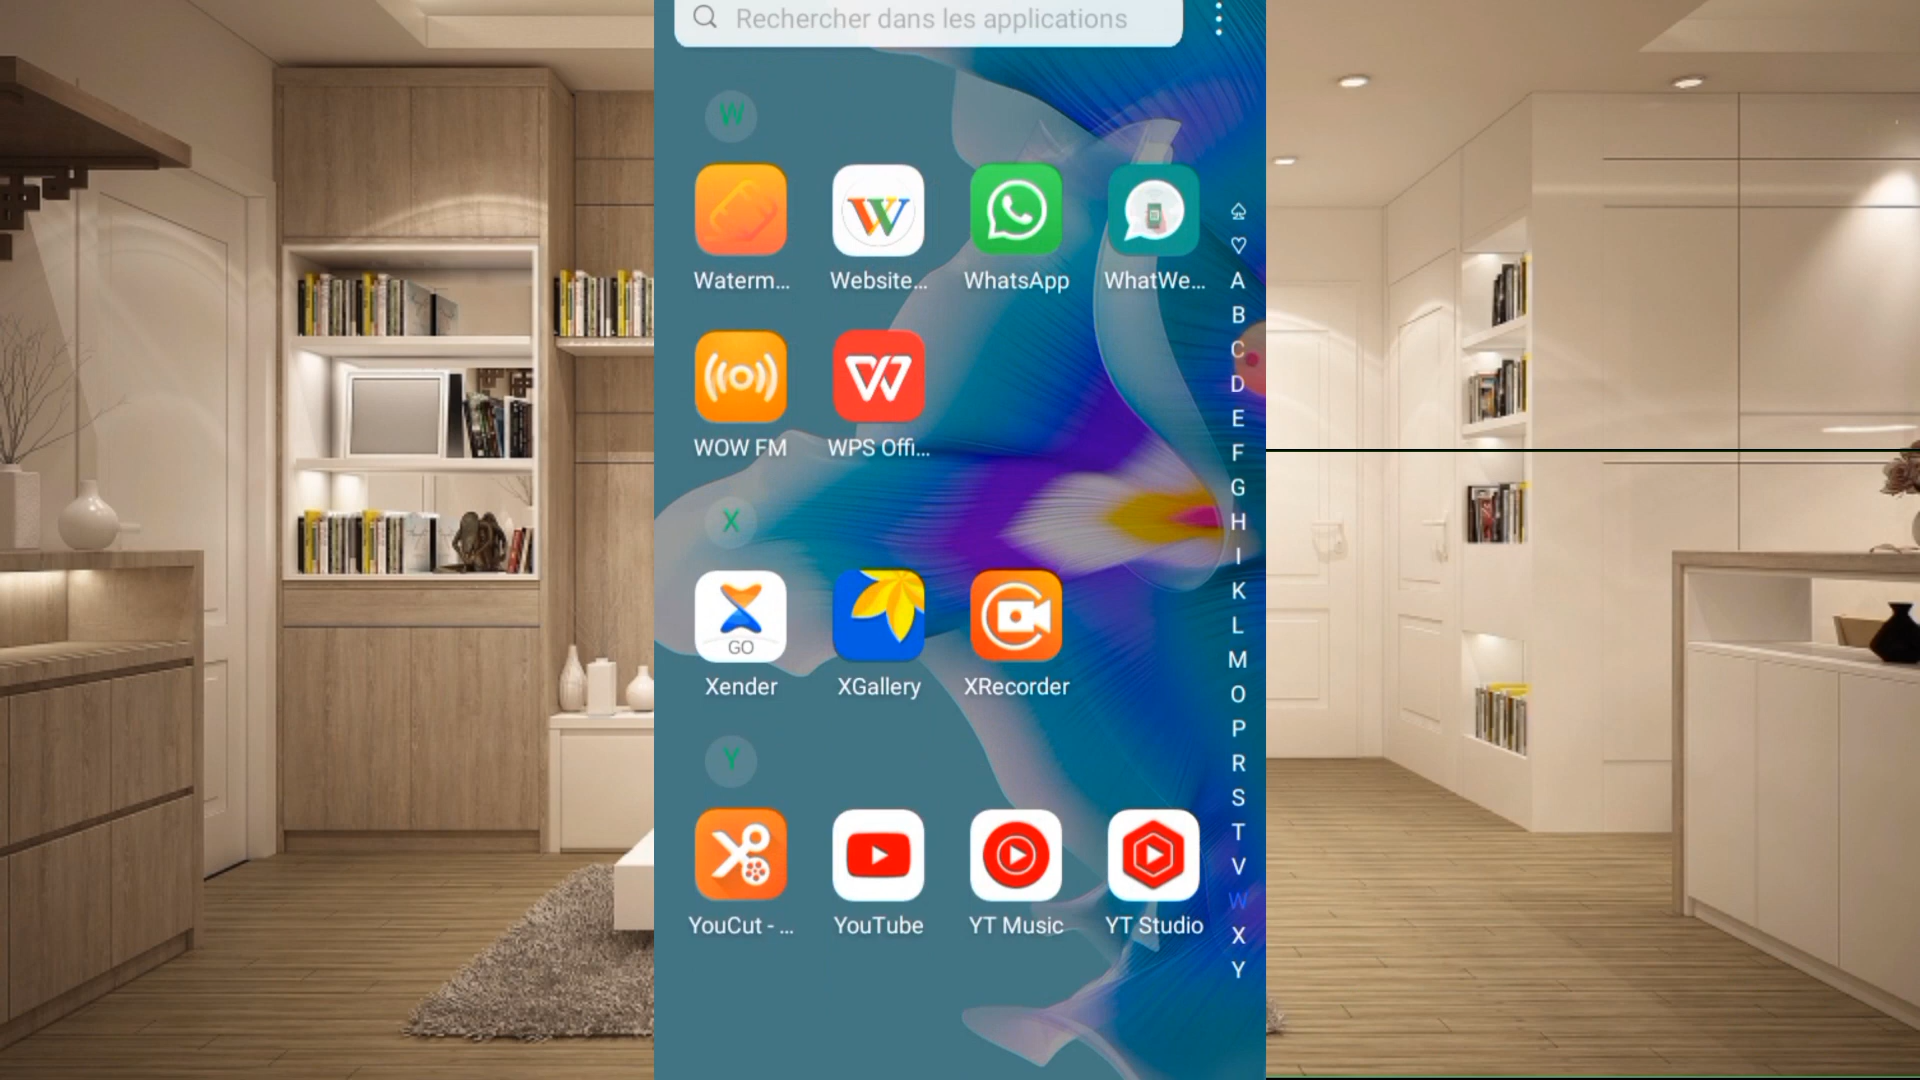 Rechercher dans les applications
W
Waterm... Website... WhatsApp WhatWe...
WOW FM WPS Offi...
X
GO
Xender XGallery XRecorder
Y
YouCut - ... YouTube YT Music YT Studio
A
B
C
D
E
F
G
H
I
K
L
M
O
P
R
S
T
V
W
X
Y